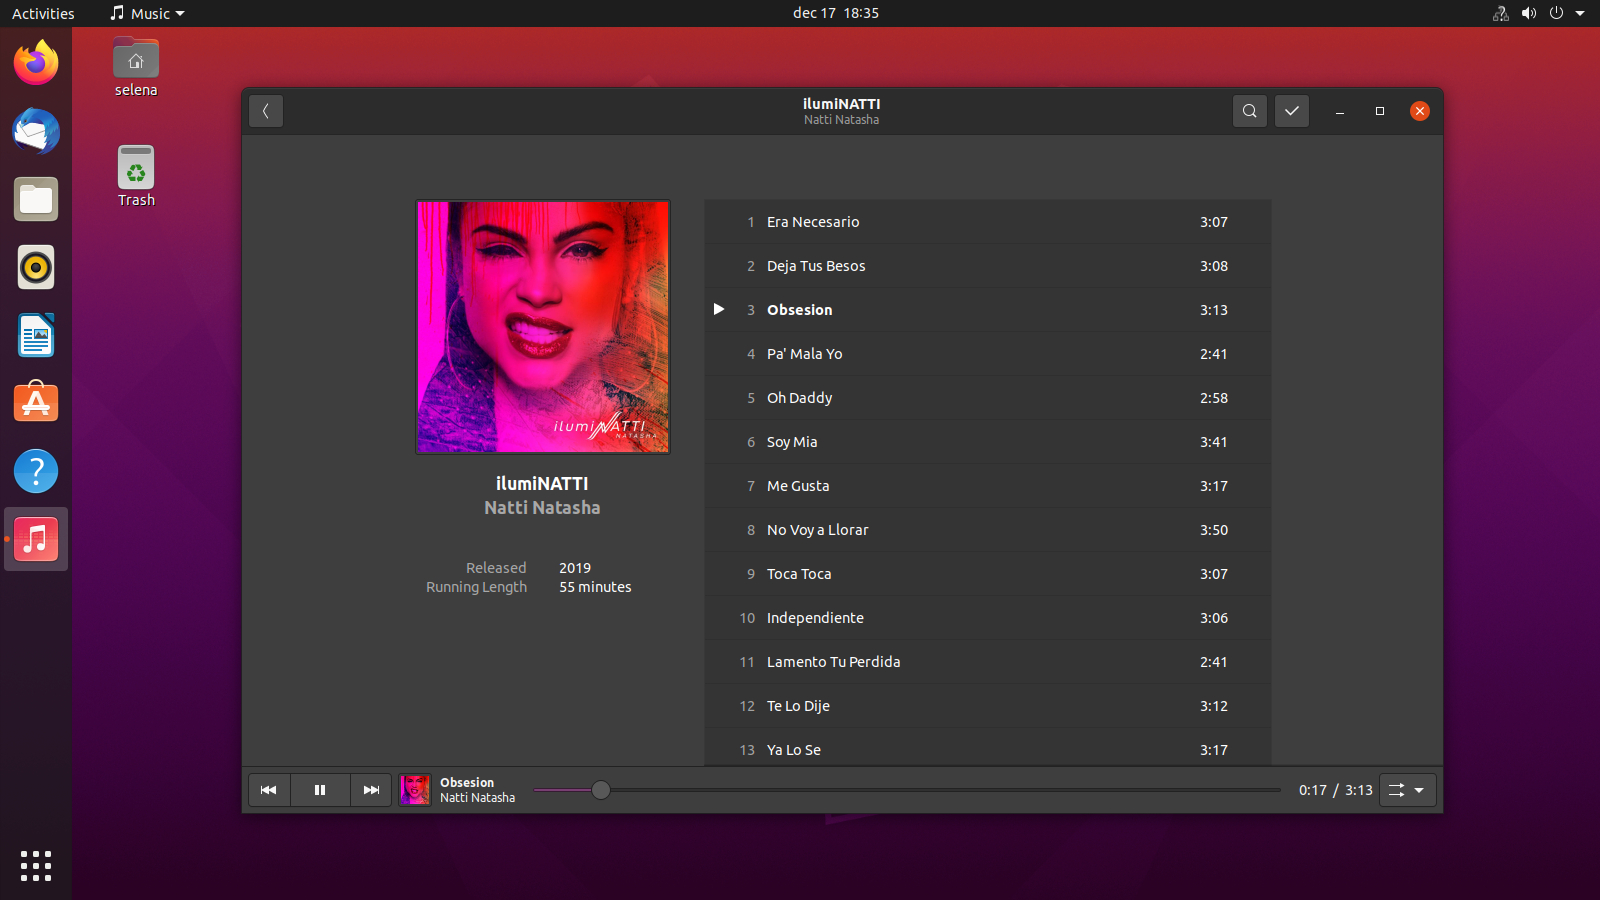 Activities
Music
dec 17 18:35
selena
Trash
ilumiNATTI
Natti Natasha
ilumiNATTI
NATASHA
ilumiNATTI
Natti Natasha
Released 2019
Running Length 55 minutes
1 Era Necesario 3:07
2 Deja Tus Besos 3:08
3 Obsesion 3:13
4 Pa' Mala Yo 2:41
5 Oh Daddy 2:58
6 Soy Mia 3:41
7 Me Gusta 3:17
8 No Voy a Llorar 3:50
9 Toca Toca 3:07
10 Independiente 3:06
11 Lamento Tu Perdida 2:41
12 Te Lo Dije 3:12
13 Ya Lo Se 3:17
Obsesion
Natti Natasha
0:17 / 3:13